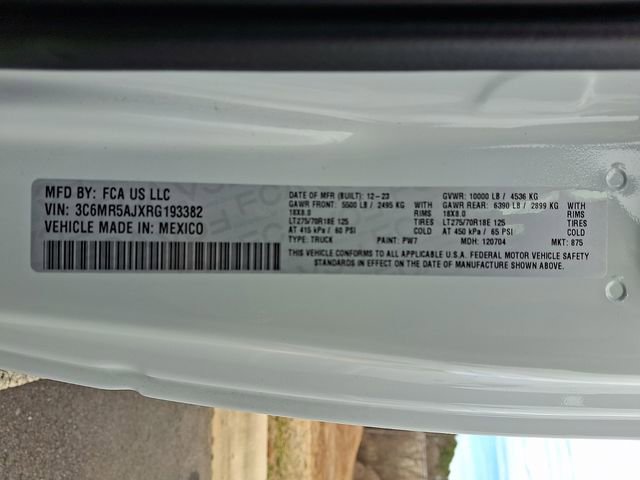 MFD BY: FCA US LLC
VIN: 3C6MR5AJXRG193382
VEHICLE MADE IN: MEXICO
DATE OF MFR (BUILT): 12-23 GVWR: 10000 LB / 4536 KG
GAWR FRONT: 5500 LB / 2495 KG WITH GAWR REAR: 6390 LB / 2899 KG WITH
18X8.0 RIMS 18X8.0 RIMS
LT275/70R18E 125 TIRES LT275/70R18E 125 TIRES
AT 415 kPa / 60 PSI COLD AT 450 kPa / 65 PSI COLD
TYPE: TRUCK PAINT: PW7 MDH: 120704 MKT: 875
THIS VEHICLE CONFORMS TO ALL APPLICABLE U.S.A. FEDERAL MOTOR VEHICLE SAFETY
STANDARDS IN EFFECT ON THE DATE OF MANUFACTURE SHOWN ABOVE.